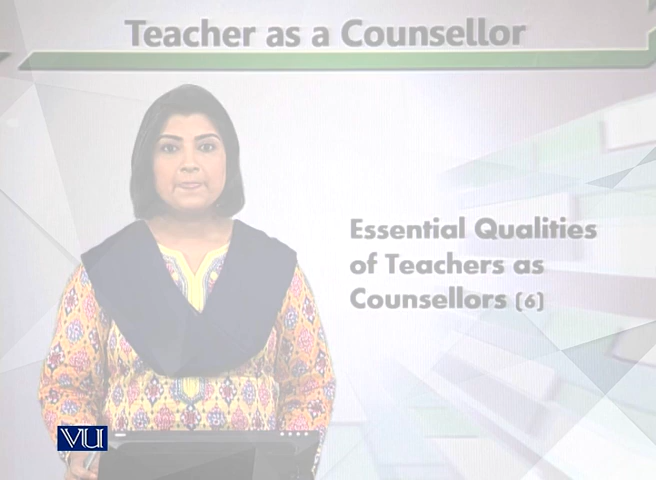 Teacher as a Counsellor
Essential Qualities
of Teachers as
Counsellors (6)
VU